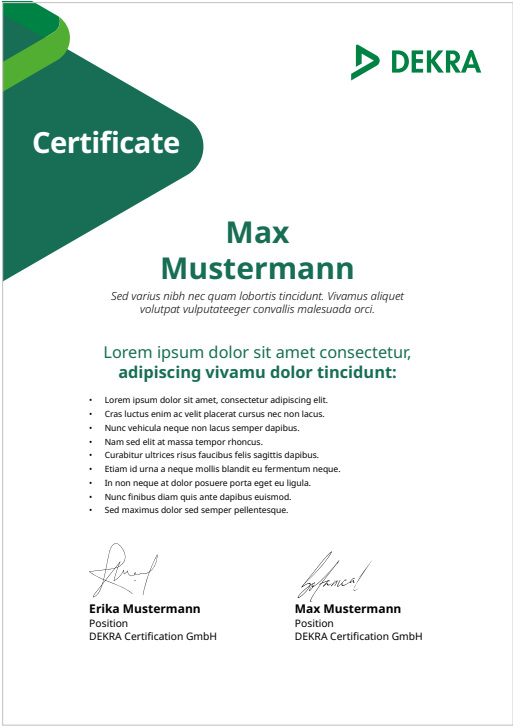 DEKRA
Certificate
Max
Mustermann
Sed varius nibh nec quam lobortis tincidunt. Vivamus aliquet
volutpat vulputateeger convallis malesuada orci.
Lorem ipsum dolor sit amet consectetur,
adipiscing vivamu dolor tincidunt:
• Lorem ipsum dolor sit amet, consectetur adipiscing elit.
• Cras luctus enim ac velit placerat cursus nec non lacus.
• Nunc vehicula neque non lacus semper dapibus.
• Nam sed elit at massa tempor rhoncus.
• Curabitur ultrices risus faucibus felis sagittis dapibus.
• Etiam id urna a neque mollis blandit eu fermentum neque.
• In non neque at dolor posuere porta eget eu ligula.
• Nunc finibus diam quis ante dapibus euismod.
• Sed maximus dolor sed semper pellentesque.
Erika Mustermann
Position
DEKRA Certification GmbH
Max Mustermann
Position
DEKRA Certification GmbH